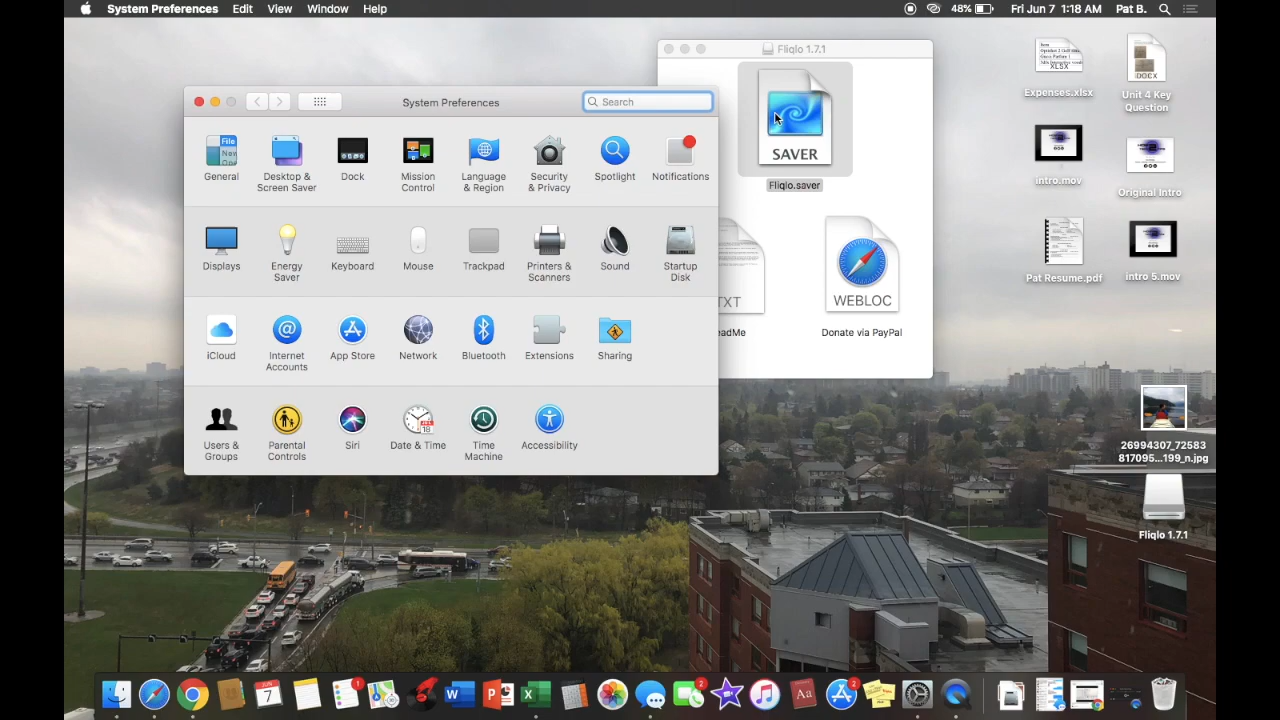 System Preferences Edit View Window Help
48% Fri Jun 7 1:18 AM Pat B.
Fliqlo 1.7.1
SAVER
Fliqlo.saver
TXT
WEBLOC
Donate via PayPal
System Preferences
Search
General
Desktop &
Screen Saver
Dock
Mission
Control
Language
& Region
Security
& Privacy
Spotlight
Notifications
Displays
Energy
Saver
Keyboard
Mouse
Trackpad
Printers &
Scanners
Sound
Startup
Disk
iCloud
Internet
Accounts
App Store
Network
Bluetooth
Extensions
Sharing
Users &
Groups
Parental
Controls
Siri
Date & Time
Time
Machine
Accessibility
XLSX
Expenses.xlsx
DOCX
Unit 4 Key
Question
intro.mov
Original Intro
Pat Resume.pdf
intro 5.mov
26994307_72583
817095...199_n.jpg
Fliqlo 1.7.1